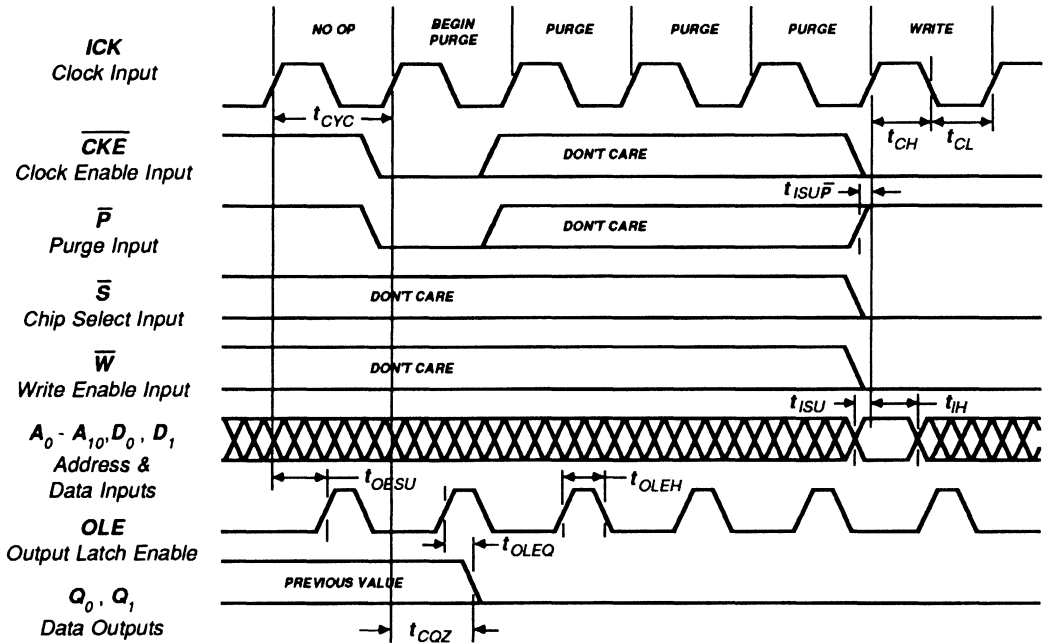 NO OP
BEGIN
PURGE
PURGE
PURGE
PURGE
WRITE
ICK
Clock Input
tCYC
tCH
tCL
CKE
Clock Enable Input
DON'T CARE
tISUP
P
Purge Input
DON'T CARE
S
Chip Select Input
DON'T CARE
W
Write Enable Input
DON'T CARE
tISU
tIH
A0 - A10, D0 , D1
Address &
Data Inputs
tOESU
tOLEH
OLE
Output Latch Enable
tOLEQ
PREVIOUS VALUE
Q0 , Q1
Data Outputs
tCQZ